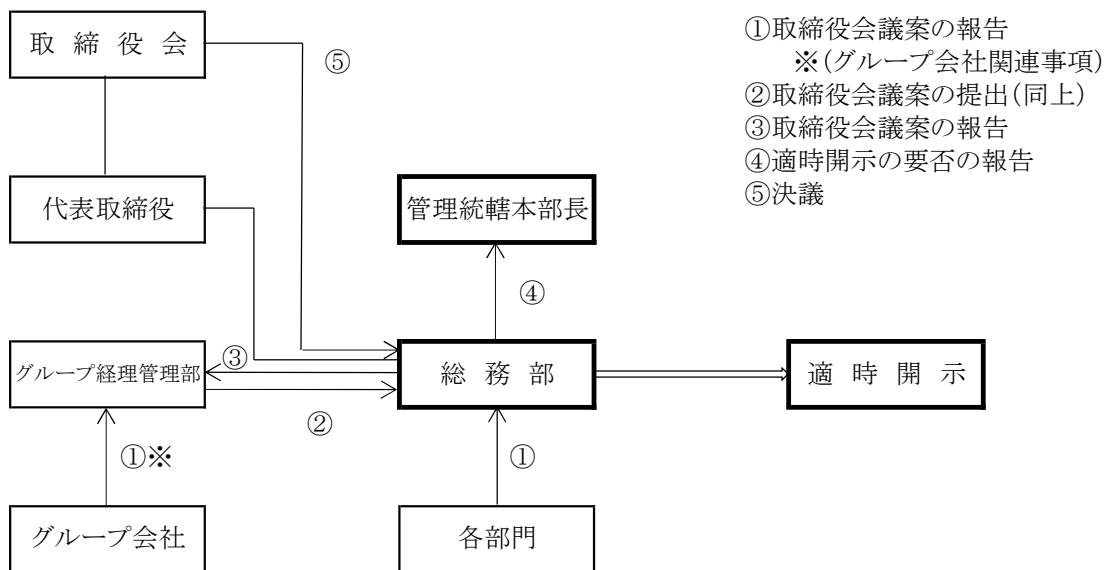 取締役会
⑤
①取締役会議案の報告
※(グループ会社関連事項)
②取締役会議案の提出(同上)
③取締役会議案の報告
④適時開示の要否の報告
⑤決議
代表取締役
管理統轄本部長
④
グループ経理管理部
③
総務部
適時開示
②
①※
①
グループ会社
各部門